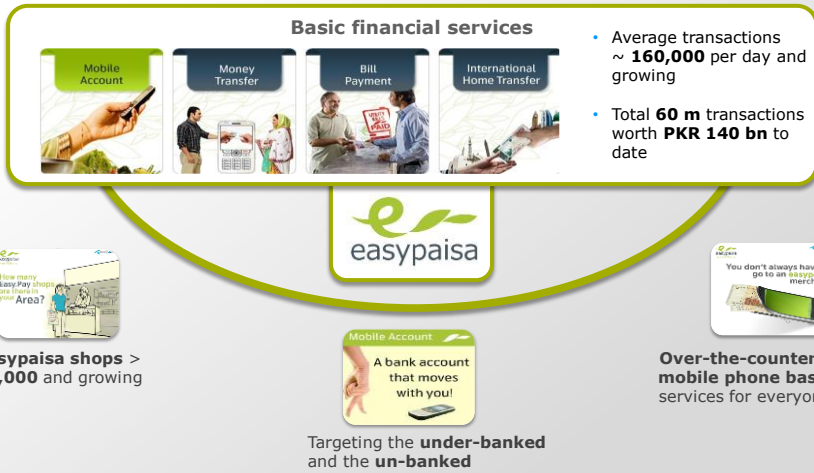 Basic financial services
Mobile
Account
Money
Transfer
Bill
Payment
International
Home Transfer
PAID
• Average transactions
~ 160,000 per day and
growing
• Total 60 m transactions
worth PKR 140 bn to
date
easypaisa
How many
Easy Pay shops
are there in
your Area?
sypaisa shops >
,000 and growing
Mobile Account
A bank account
that moves
with you!
Targeting the under-banked
and the un-banked
easypaisa
You don't always hav
go to an easyp
merch
Over-the-counter
mobile phone bas
services for everyon